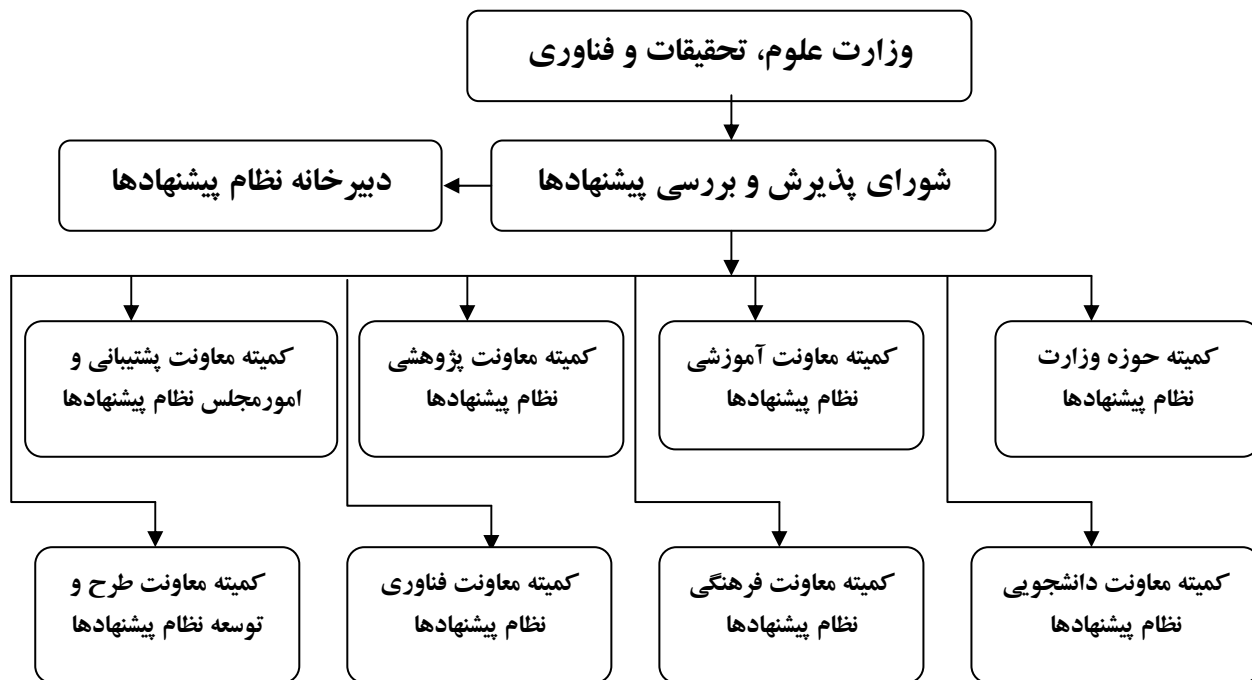 وزارت علوم، تحقیقات و فناوری
شورای پذیرش و بررسی پیشنهادها
دبیرخانه نظام پیشنهادها
کمیته حوزه وزارت
نظام پیشنهادها
کمیته معاونت آموزشی
نظام پیشنهادها
کمیته معاونت پژوهشی
نظام پیشنهادها
کمیته معاونت پشتیبانی و
امورمجلس نظام پیشنهادها
کمیته معاونت دانشجویی
نظام پیشنهادها
کمیته معاونت فرهنگی
نظام پیشنهادها
کمیته معاونت فناوری
نظام پیشنهادها
کمیته معاونت طرح و
توسعه نظام پیشنهادها